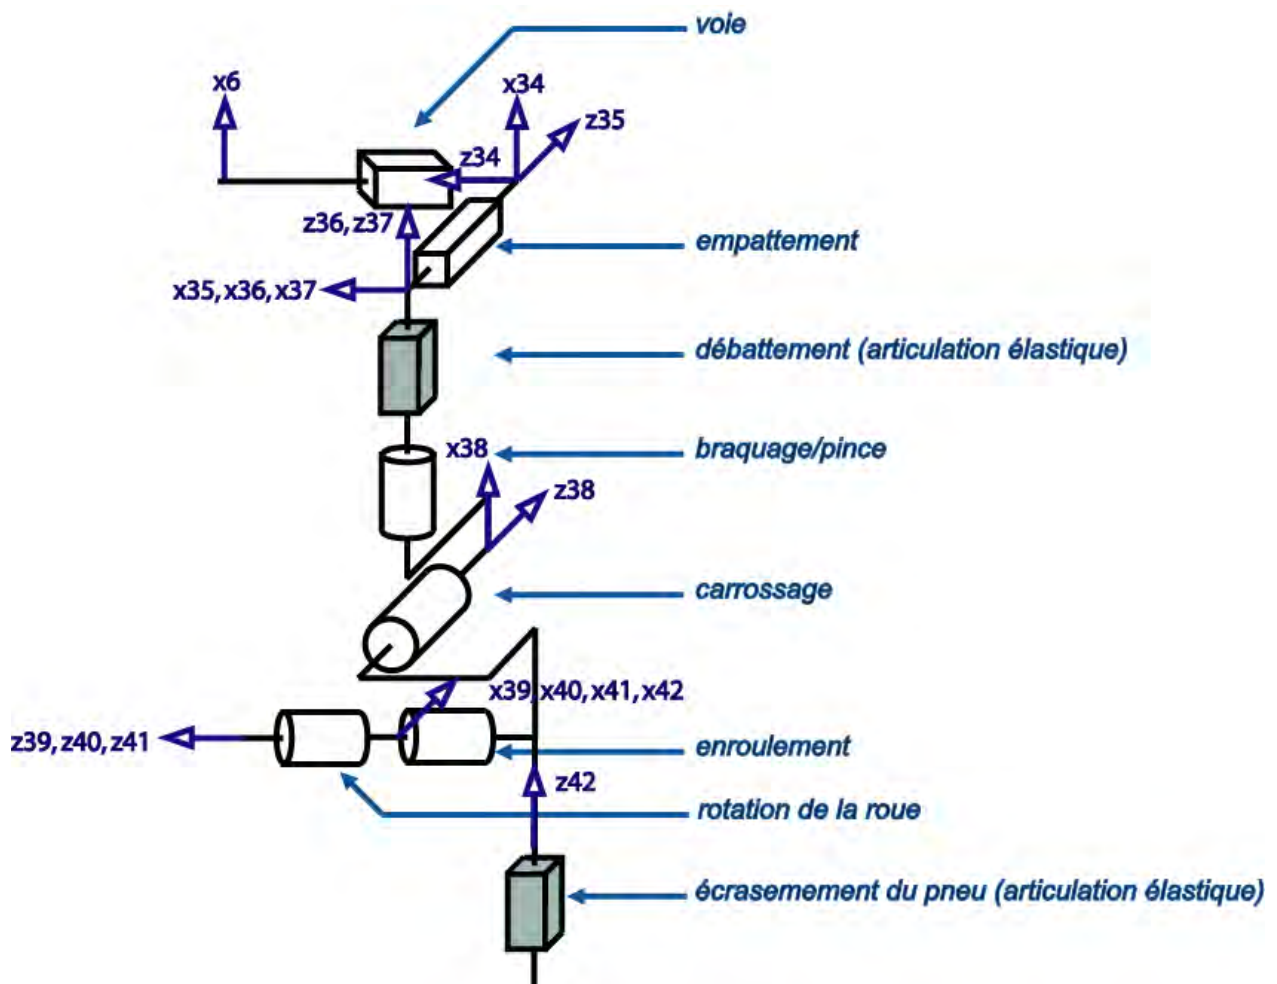 voie
x6
x34
z35
z34
z36, z37
empattement
x35, x36, x37
débattement (articulation élastique)
x38
braquage/pince
z38
carrossage
x39, x40, x41, x42
z39, z40, z41
enroulement
z42
rotation de la roue
écrasemement du pneu (articulation élastique)